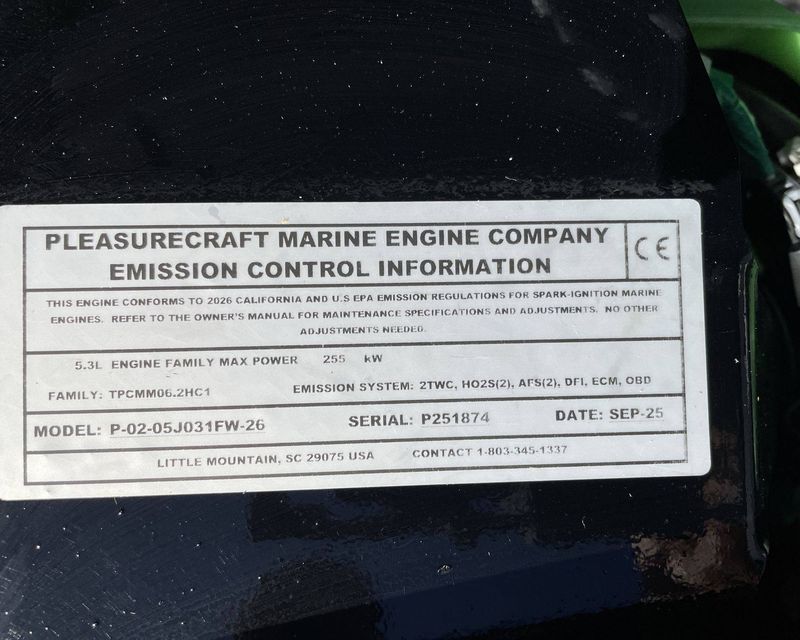 PLEASURECRAFT MARINE ENGINE COMPANY
EMISSION CONTROL INFORMATION
CE
THIS ENGINE CONFORMS TO 2026 CALIFORNIA AND U.S EPA EMISSION REGULATIONS FOR SPARK-IGNITION MARINE
ENGINES. REFER TO THE OWNER'S MANUAL FOR MAINTENANCE SPECIFICATIONS AND ADJUSTMENTS. NO OTHER
ADJUSTMENTS NEEDED.
5.3L ENGINE FAMILY MAX POWER 255 kW
FAMILY: TPCMM06.2HC1 EMISSION SYSTEM: 2TWC, HO2S(2), AFS(2), DFI, ECM, OBD
MODEL: P-02-05J031FW-26 SERIAL: P251874 DATE: SEP-25
LITTLE MOUNTAIN, SC 29075 USA CONTACT 1-803-345-1337